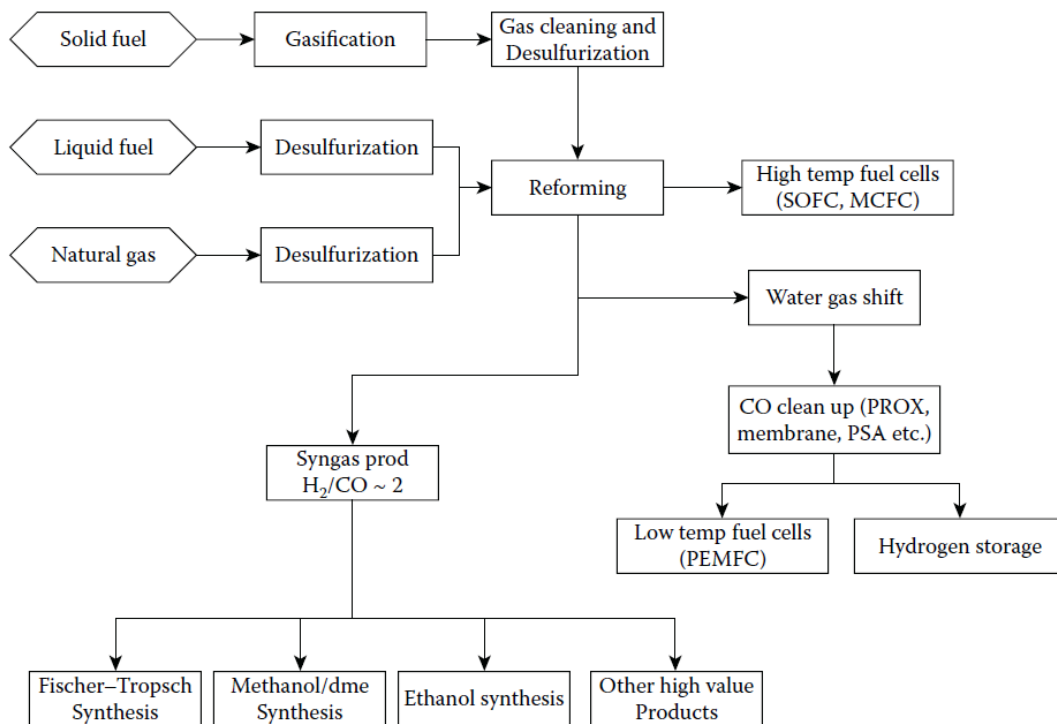 Solid fuel
Gasification
Gas cleaning and
Desulfurization
Liquid fuel
Desulfurization
Reforming
High temp fuel cells
(SOFC, MCFC)
Natural gas
Desulfurization
Water gas shift
CO clean up (PROX,
membrane, PSA etc.)
Syngas prod
H₂/CO ~ 2
Low temp fuel cells
(PEMFC)
Hydrogen storage
Fischer–Tropsch
Synthesis
Methanol/dme
Synthesis
Ethanol synthesis
Other high value
Products